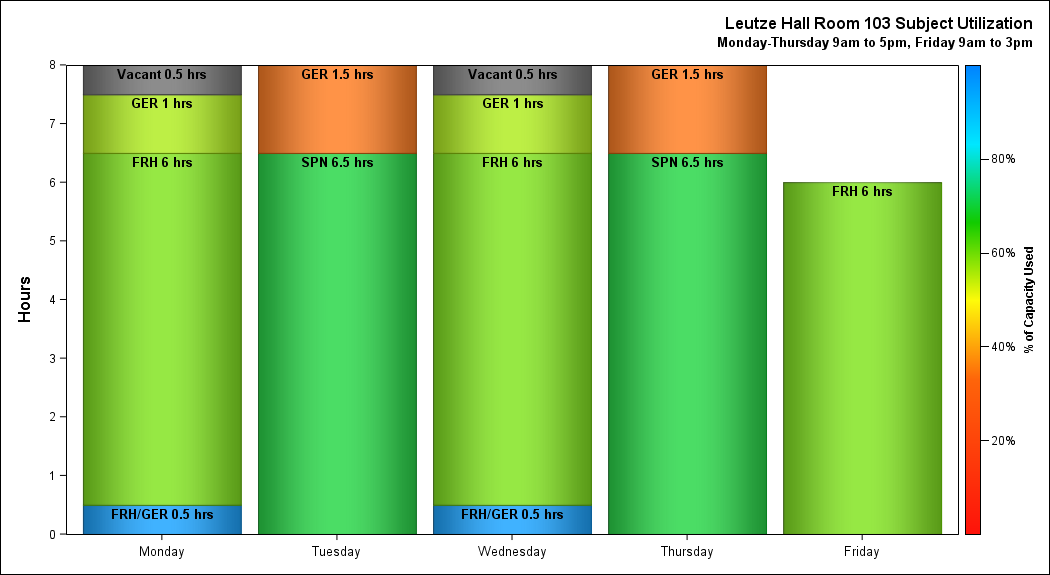 Leutze Hall Room 103 Subject Utilization
Monday-Thursday 9am to 5pm, Friday 9am to 3pm
Hours
8
7
6
5
4
3
2
1
0
Vacant 0.5 hrs
GER 1 hrs
FRH 6 hrs
FRH/GER 0.5 hrs
GER 1.5 hrs
SPN 6.5 hrs
Vacant 0.5 hrs
GER 1 hrs
FRH 6 hrs
FRH/GER 0.5 hrs
GER 1.5 hrs
SPN 6.5 hrs
FRH 6 hrs
Monday
Tuesday
Wednesday
Thursday
Friday
80%
60%
40%
20%
% of Capacity Used